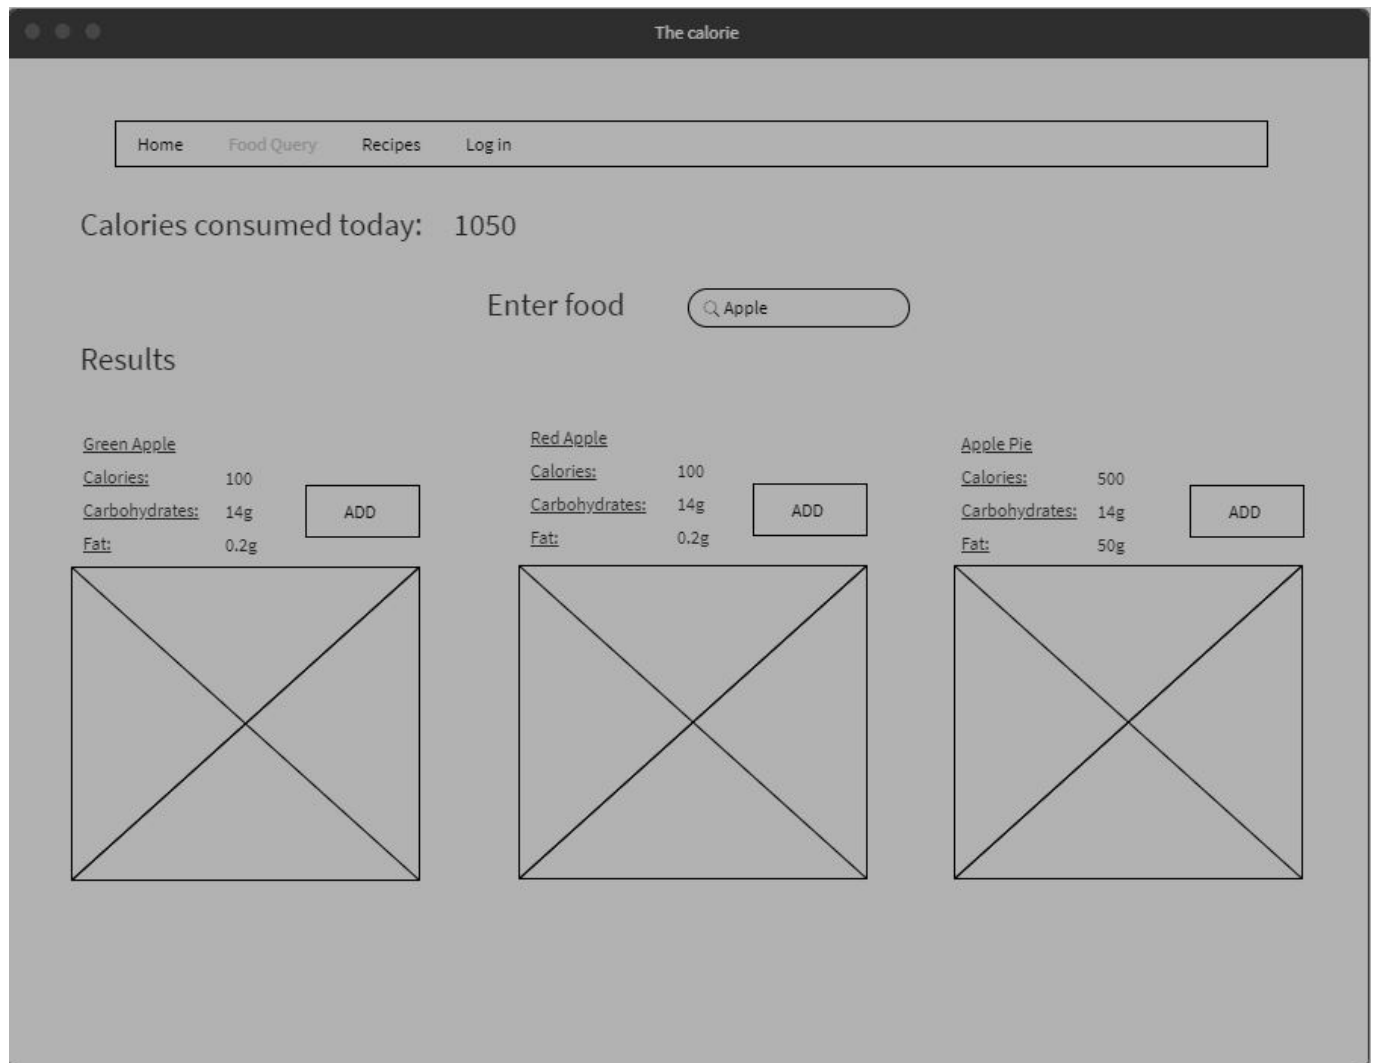 The calorie
Home Food Query Recipes Log in
Calories consumed today: 1050
Enter food Apple
Results
Green Apple
Calories: 100
Carbohydrates: 14g
Fat: 0.2g
ADD
Red Apple
Calories: 100
Carbohydrates: 14g
Fat: 0.2g
ADD
Apple Pie
Calories: 500
Carbohydrates: 14g
Fat: 50g
ADD